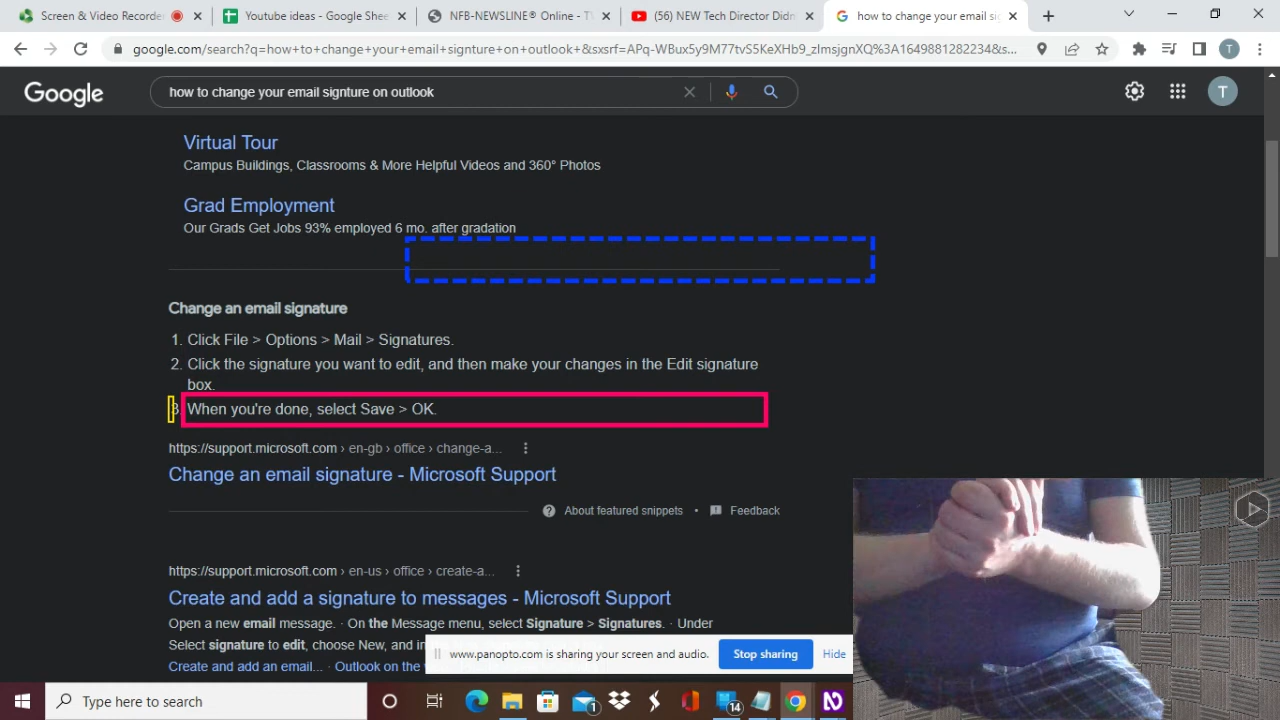 Screen & Video Recorder
Youtube ideas - Google Shee
NFB-NEWSLINE® Online - T
(56) NEW Tech Director Didn
how to change your email sig
google.com/search?q=how+to+change+your+email+signture+on+outlook+&sxsrf=APq-WBux5y9M77tvS5KeXHb9_zlmsjgnXQ%3A1649881282234&s...
T
Google
how to change your email signture on outlook
T
Virtual Tour
Campus Buildings, Classrooms & More Helpful Videos and 360° Photos
Grad Employment
Our Grads Get Jobs 93% employed 6 mo. after gradation
Change an email signature
1. Click File > Options > Mail > Signatures.
2. Click the signature you want to edit, and then make your changes in the Edit signature
box.
3. When you're done, select Save > OK.
https://support.microsoft.com › en-gb › office › change-a...
Change an email signature - Microsoft Support
About featured snippets • Feedback
https://support.microsoft.com › en-us › office › create-a...
Create and add a signature to messages - Microsoft Support
Open a new email message. · On the Message menu, select Signature > Signatures. · Under
Select signature to edit, choose New, and in
Create and add an email... · Outlook on the
www.panopto.com is sharing your screen and audio.
Stop sharing
Hide
Type here to search
1
14